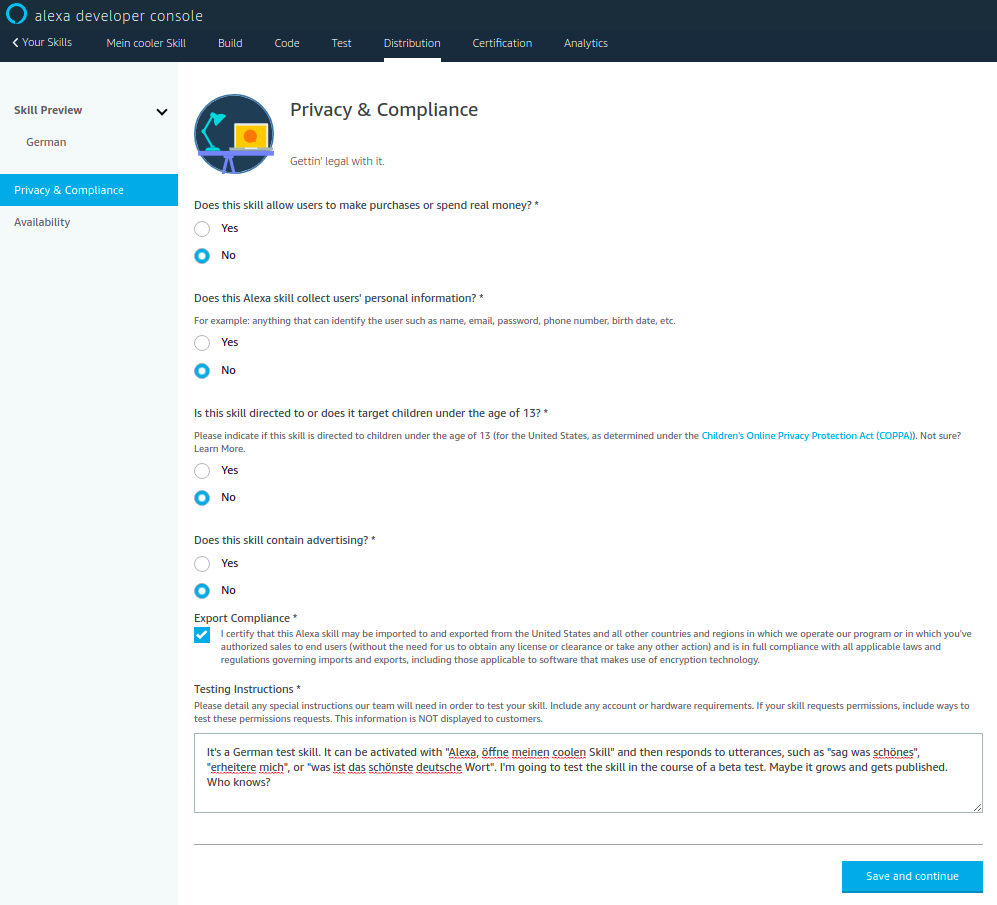 alexa developer console
Your Skills Mein cooler Skill Build Code Test Distribution Certification Analytics
Skill Preview
German
Privacy & Compliance
Availability
Privacy & Compliance
Gettin' legal with it.
Does this skill allow users to make purchases or spend real money? *
Yes
No
Does this Alexa skill collect users' personal information? *
For example: anything that can identify the user such as name, email, password, phone number, birth date, etc.
Yes
No
Is this skill directed to or does it target children under the age of 13? *
Please indicate if this skill is directed to children under the age of 13 (for the United States, as determined under the Children's Online Privacy Protection Act (COPPA)). Not sure?
Learn More.
Yes
No
Does this skill contain advertising? *
Yes
No
Export Compliance *
I certify that this Alexa skill may be imported to and exported from the United States and all other countries and regions in which we operate our program or in which you've
authorized sales to end users (without the need for us to obtain any license or clearance or take any other action) and is in full compliance with all applicable laws and
regulations governing imports and exports, including those applicable to software that makes use of encryption technology.
Testing Instructions *
Please detail any special instructions our team will need in order to test your skill. Include any account or hardware requirements. If your skill requests permissions, include ways to
test these permissions requests. This information is NOT displayed to customers.
It's a German test skill. It can be activated with "Alexa, öffne meinen coolen Skill" and then responds to utterances, such as "sag was schönes",
"erheitere mich", or "was ist das schönste deutsche Wort". I'm going to test the skill in the course of a beta test. Maybe it grows and gets published.
Who knows?
Save and continue